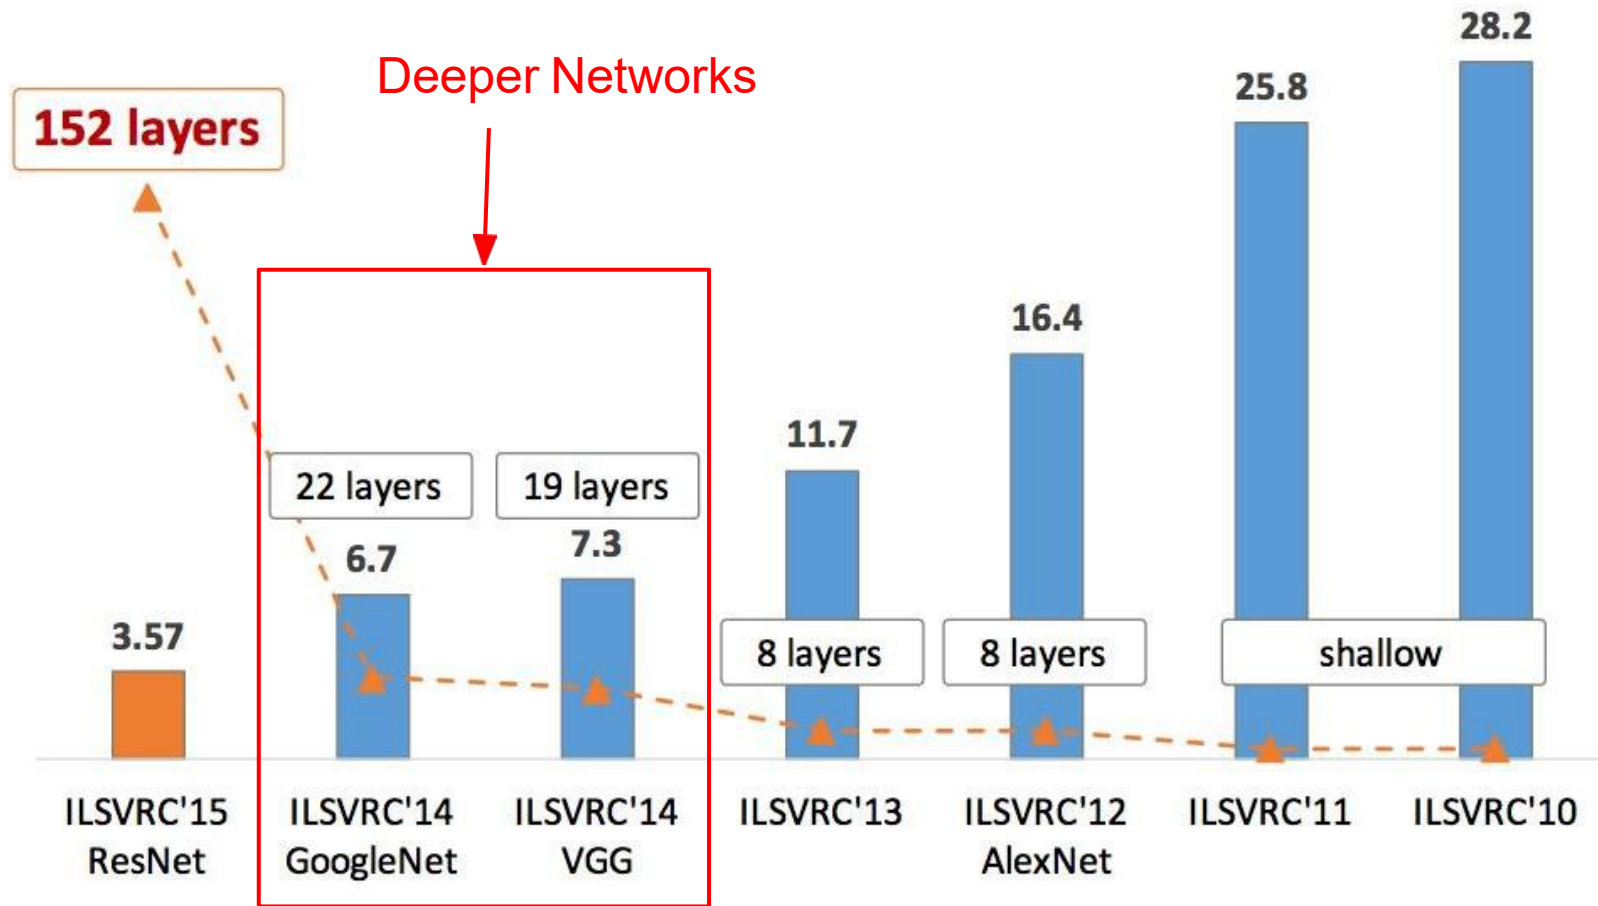 28.2
Deeper Networks
25.8
152 layers
16.4
11.7
22 layers
19 layers
6.7
7.3
3.57
8 layers
8 layers
shallow
ILSVRC'15
ResNet
ILSVRC'14
GoogleNet
ILSVRC'14
VGG
ILSVRC'13
ILSVRC'12
AlexNet
ILSVRC'11
ILSVRC'10